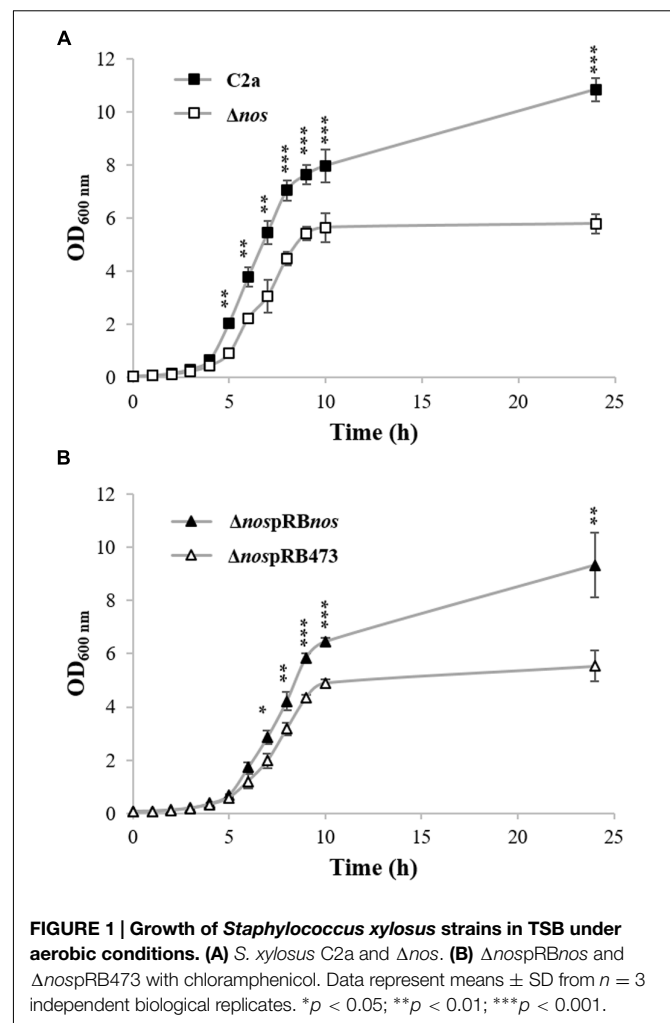 A
12
10
8
6
4
2
0
OD600 nm
C2a
Δnos
**
**
**
***
***
***
***
0 5 10 15 20 25
Time (h)
B
12
10
8
6
4
2
0
OD600 nm
ΔnospRBnos
ΔnospRB473
*
**
***
***
**
0 5 10 15 20 25
Time (h)
FIGURE 1 | Growth of Staphylococcus xylosus strains in TSB under
aerobic conditions. (A) S. xylosus C2a and Δnos. (B) ΔnospRBnos and
ΔnospRB473 with chloramphenicol. Data represent means ± SD from n = 3
independent biological replicates. *p < 0.05; **p < 0.01; ***p < 0.001.